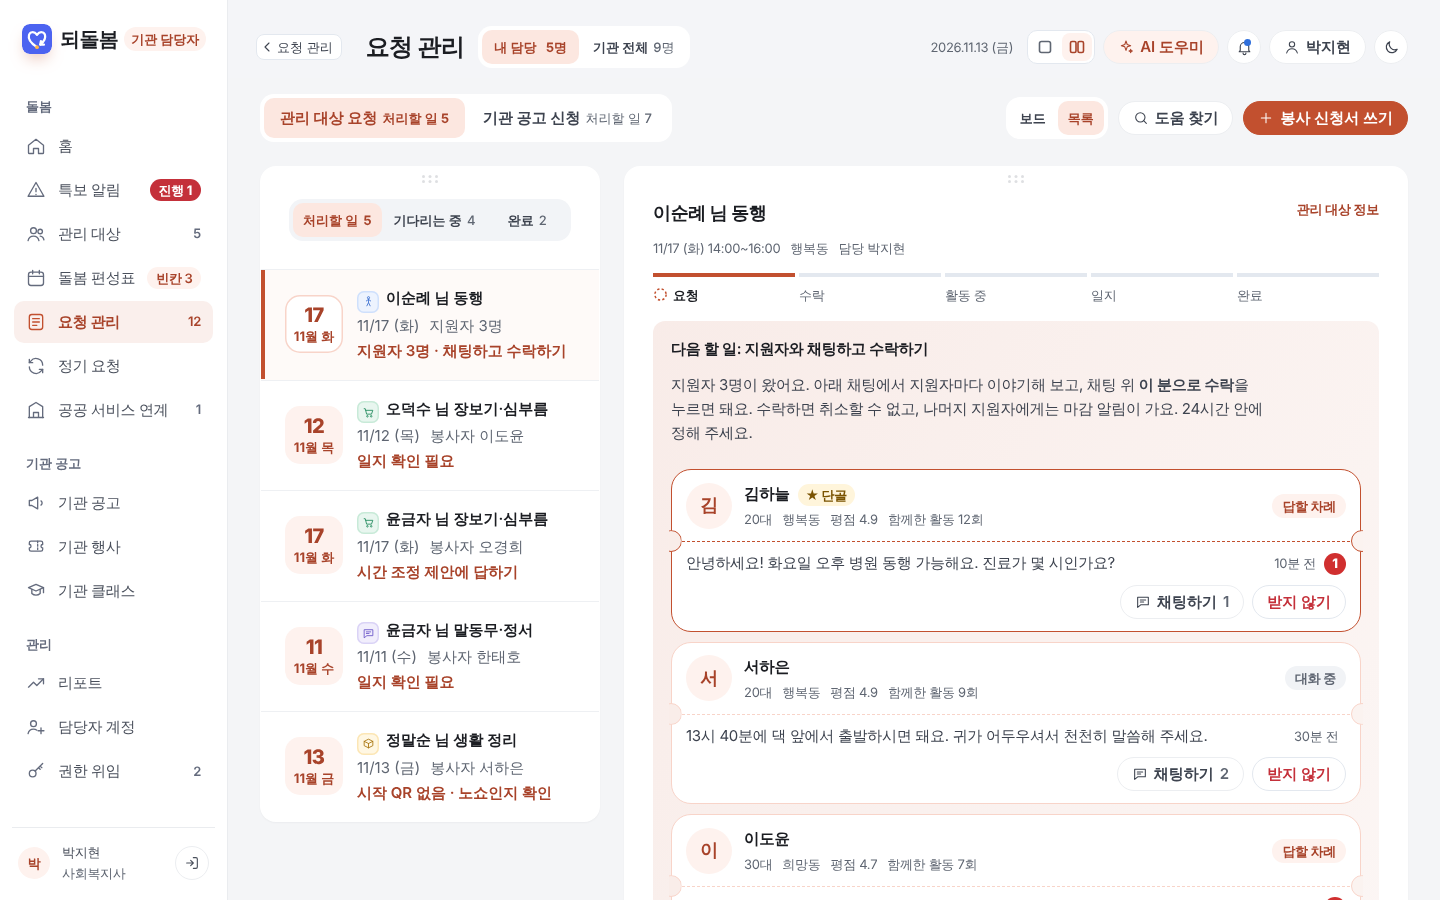 되돌봄 기관 담당자
돌봄
홈
특보 알림 진행 1
관리 대상 5
돌봄 편성표 빈칸 3
요청 관리 12
정기 요청
공공 서비스 연계 1
기관 공고
기관 공고
기관 행사
기관 클래스
관리
리포트
담당자 계정
권한 위임 2
박 박지현
사회복지사
요청 관리
요청 관리
내 담당 5명 기관 전체 9명
2026.11.13 (금)
AI 도우미
박지현
관리 대상 요청 처리할 일 5 기관 공고 신청 처리할 일 7
보드 목록
도움 찾기
봉사 신청서 쓰기
처리할 일 5 기다리는 중 4 완료 2
17
11월 화
이순례 님 동행
11/17 (화) 지원자 3명
지원자 3명 · 채팅하고 수락하기
12
11월 목
오덕수 님 장보기·심부름
11/12 (목) 봉사자 이도윤
일지 확인 필요
17
11월 화
윤금자 님 장보기·심부름
11/17 (화) 봉사자 오경희
시간 조정 제안에 답하기
11
11월 수
윤금자 님 말동무·정서
11/11 (수) 봉사자 한태호
일지 확인 필요
13
11월 금
정말순 님 생활 정리
11/13 (금) 봉사자 서하은
시작 QR 없음 · 노쇼인지 확인
이순례 님 동행
관리 대상 정보
11/17 (화) 14:00~16:00 행복동 담당 박지현
요청 수락 활동 중 일지 완료
다음 할 일: 지원자와 채팅하고 수락하기
지원자 3명이 왔어요. 아래 채팅에서 지원자마다 이야기해 보고, 채팅 위 이 분으로 수락을
누르면 돼요. 수락하면 취소할 수 없고, 나머지 지원자에게는 마감 알림이 가요. 24시간 안에
정해 주세요.
김 김하늘 ★ 단골
20대 행복동 평점 4.9 함께한 활동 12회
답할 차례
안녕하세요! 화요일 오후 병원 동행 가능해요. 진료가 몇 시인가요?
10분 전 1
채팅하기 1 받지 않기
서 서하은
20대 행복동 평점 4.9 함께한 활동 9회
대화 중
13시 40분에 댁 앞에서 출발하시면 돼요. 귀가 어두우셔서 천천히 말씀해 주세요.
30분 전
채팅하기 2 받지 않기
이 이도윤
30대 희망동 평점 4.7 함께한 활동 7회
답할 차례